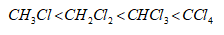 CH₃Cl < CH₂Cl₂ < CHCl₃ < CCl₄